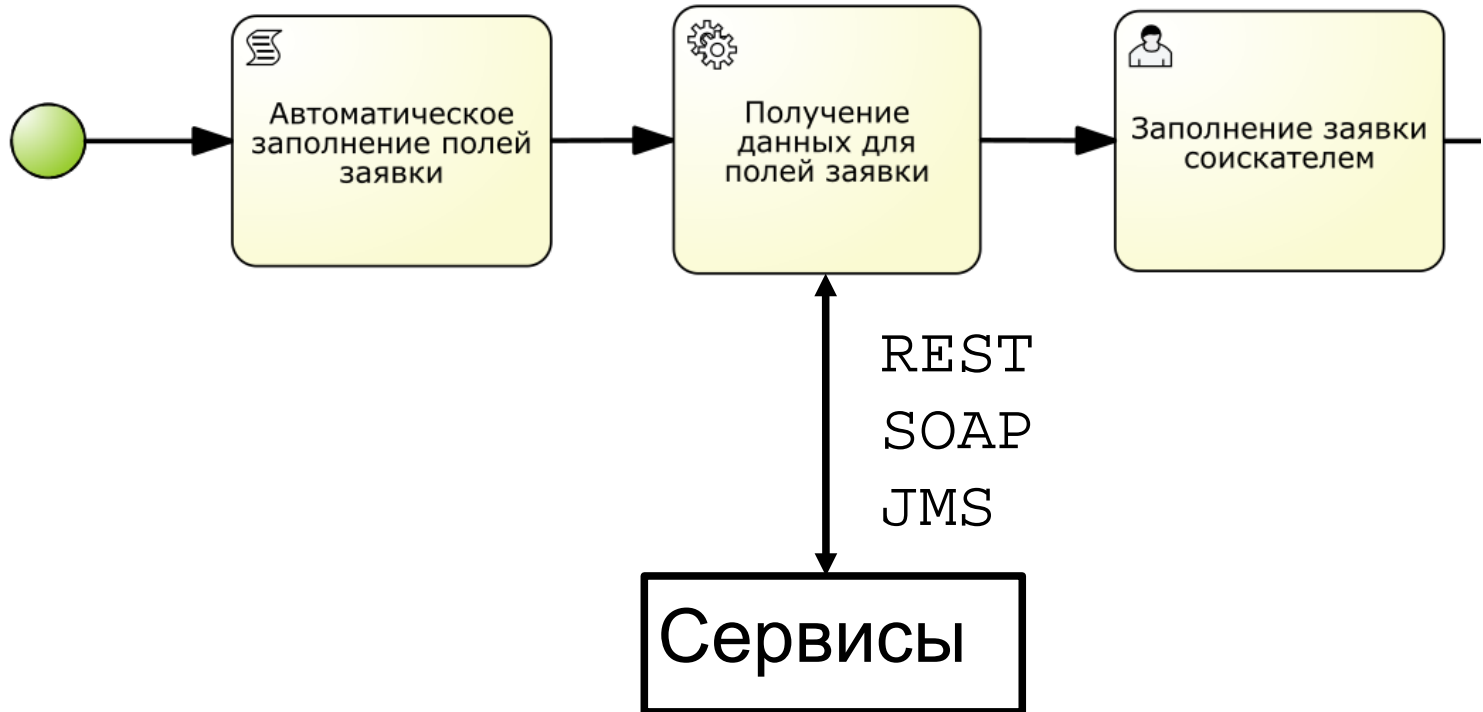 Автоматическое
заполнение полей
заявки
Получение
данных для
полей заявки
Заполнение заявки
соискателем
REST
SOAP
JMS
Сервисы